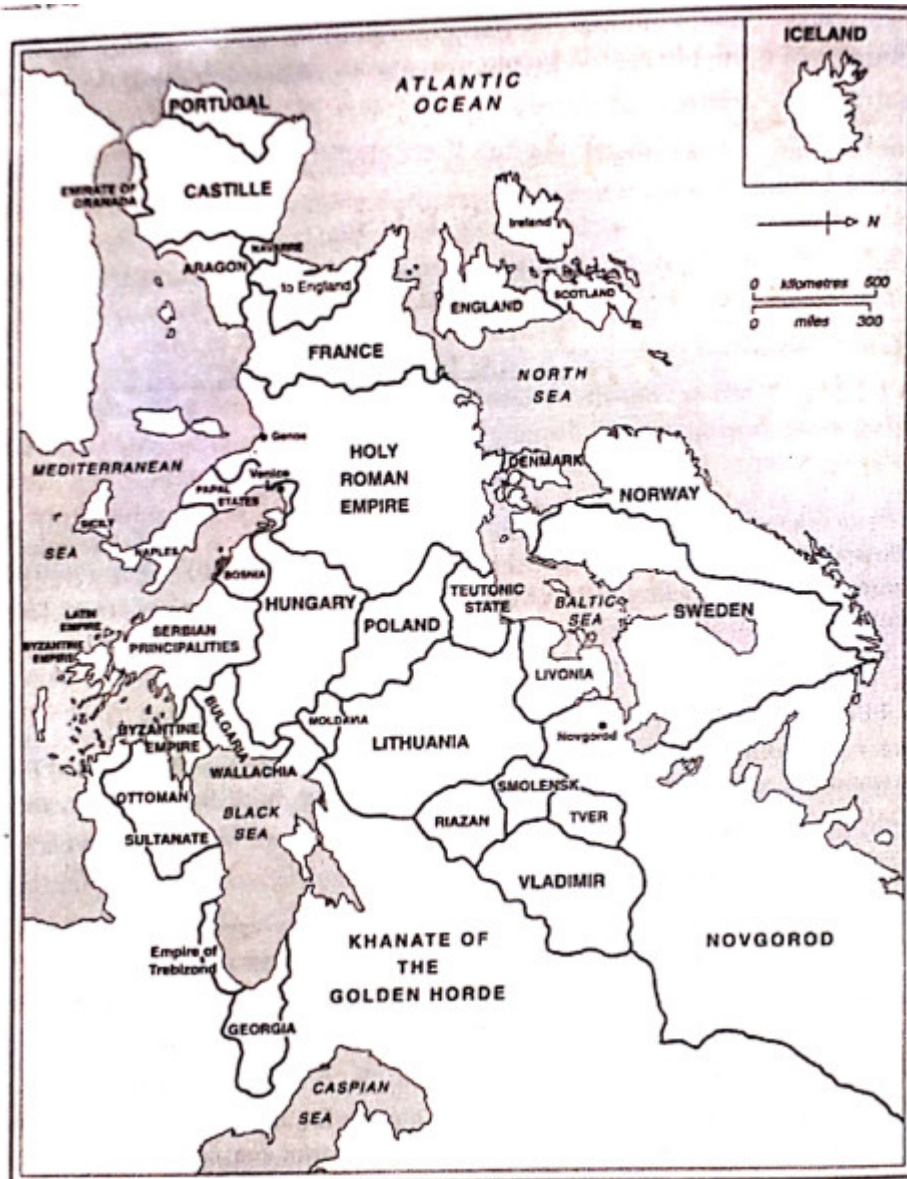 ICELAND
ATLANTIC
OCEAN
PORTUGAL
CASTILLE
EMIRATE OF
GRANADA
Ireland
N
NAVARRE
ARAGON
to England
ENGLAND
SCOTLAND
0 kilometres 500
0 miles 300
FRANCE
NORTH
SEA
Genoa
HOLY
ROMAN
EMPIRE
MEDITERRANEAN
SEA
Venice
PAPAL
STATES
DENMARK
NORWAY
SICILY
NAPLES
BOSNIA
HUNGARY
TEUTONIC
STATE
BALTIC
SEA
SWEDEN
POLAND
LATIN
EMPIRE
BYZANTINE
EMPIRE
SERBIAN
PRINCIPALITIES
LIVONIA
BULGARIA
MOLDAVIA
Novgorod
BYZANTINE
EMPIRE
LITHUANIA
WALLACHIA
OTTOMAN
SULTANATE
BLACK
SEA
SMOLENSK
RIAZAN
TVER
VLADIMIR
KHANATE OF
THE
GOLDEN HORDE
NOVGOROD
Empire of
Trebizond
GEORGIA
CASPIAN
SEA